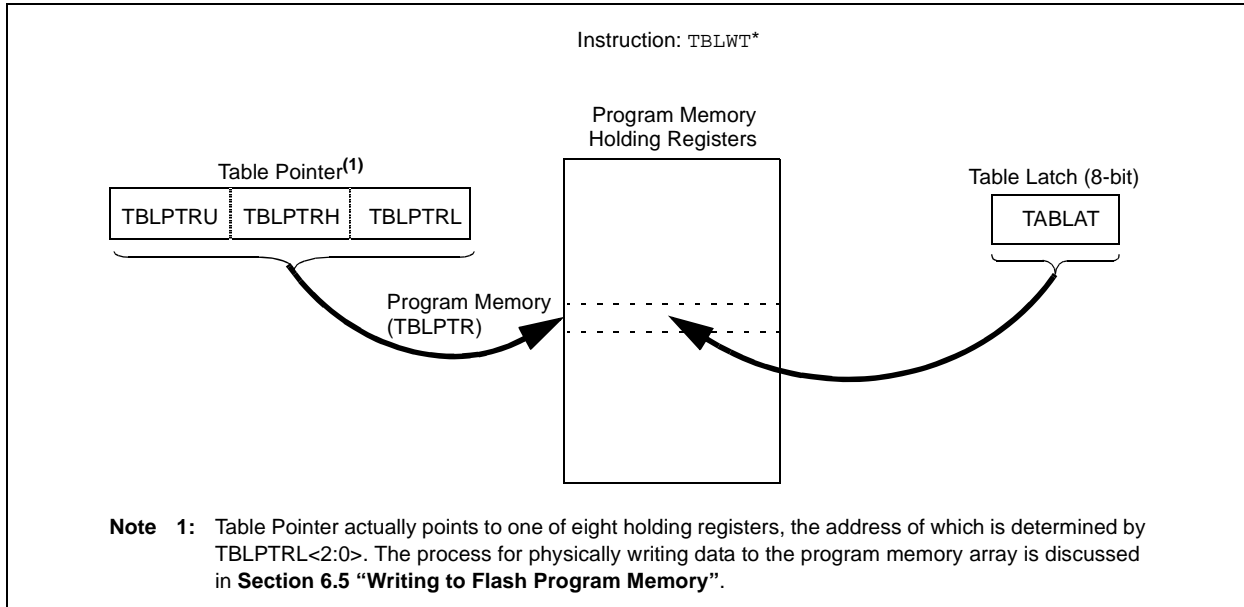 Instruction: TBLWT*
Program Memory
Holding Registers
Table Pointer(1)
Table Latch (8-bit)
TBLPTRU TBLPTRH TBLPTRL
TABLAT
Program Memory
(TBLPTR)
Note 1: Table Pointer actually points to one of eight holding registers, the address of which is determined by
TBLPTRL<2:0>. The process for physically writing data to the program memory array is discussed
in Section 6.5 “Writing to Flash Program Memory”.